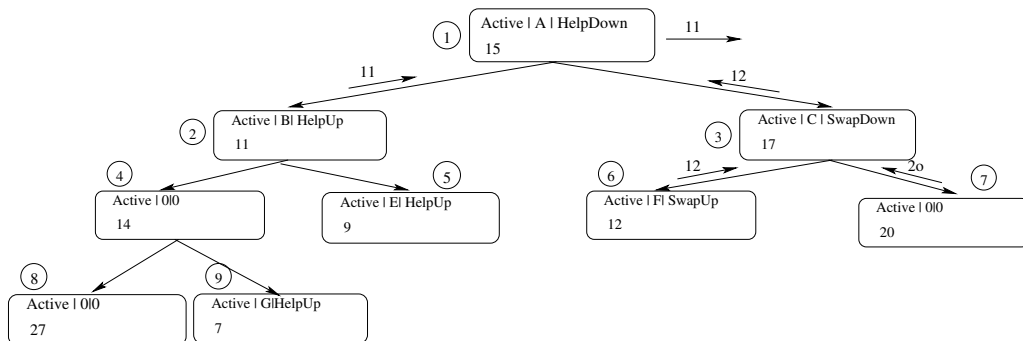 Active | A | HelpDown
1
15
11
11
12
Active | B| HelpUp
2
11
Active | C | SwapDown
3
17
4
5
12
2o
6
7
Active | 0|0
14
Active | E| HelpUp
9
Active | F| SwapUp
12
Active | 0|0
20
8
9
Active | 0|0
27
Active | G|HelpUp
7